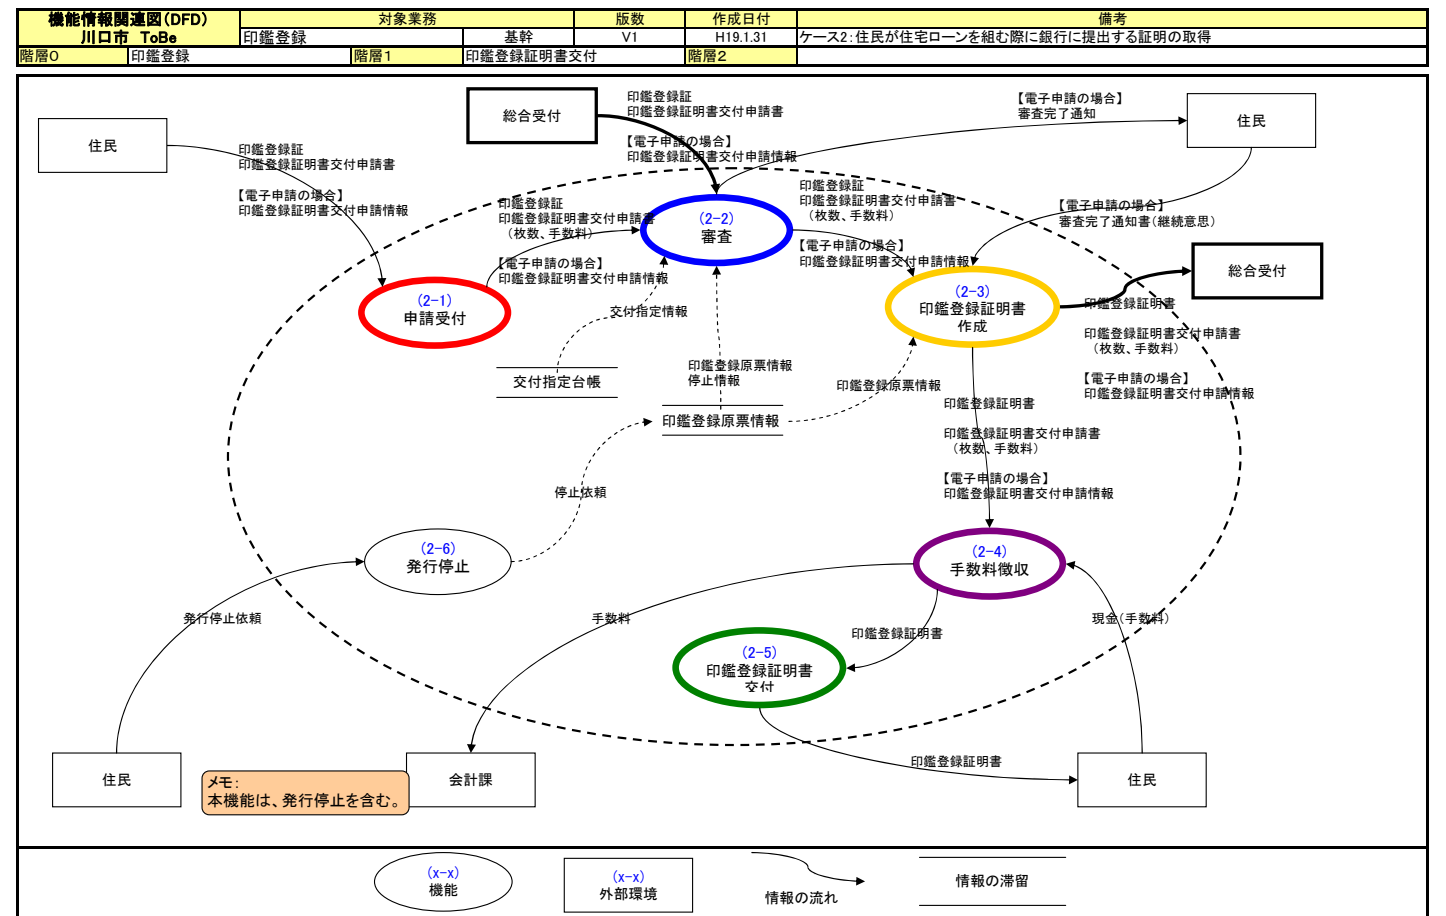 機能情報関連図(DFD)
川口市 ToBe
対象業務
版数
作成日付
備考
印鑑登録
基幹
V1
H19.1.31
ケース2:住民が住宅ローンを組む際に銀行に提出する証明の取得
階層0
印鑑登録
階層1
印鑑登録証明書交付
階層2
住民
印鑑登録証
印鑑登録証明書交付申請書
【電子申請の場合】
印鑑登録証明書交付申請情報
総合受付
印鑑登録証
印鑑登録証明書交付申請書
【電子申請の場合】
印鑑登録証明書交付申請情報
【電子申請の場合】
審査完了通知
住民
印鑑登録証
印鑑登録証明書交付申請書
(枚数、手数料)
【電子申請の場合】
印鑑登録証明書交付申請情報
(2-2)
審査
印鑑登録証
印鑑登録証明書交付申請書
(枚数、手数料)
【電子申請の場合】
印鑑登録証明書交付申請情報
【電子申請の場合】
審査完了通知書(継続意思)
総合受付
(2-1)
申請受付
交付指定情報
(2-3)
印鑑登録証明書
作成
印鑑登録証明書
印鑑登録証明書交付申請書
(枚数、手数料)
【電子申請の場合】
印鑑登録証明書交付申請情報
交付指定台帳
印鑑登録原票情報
停止情報
印鑑登録原票情報
印鑑登録原票情報
印鑑登録証明書
印鑑登録証明書交付申請書
(枚数、手数料)
【電子申請の場合】
印鑑登録証明書交付申請情報
停止依頼
(2-6)
発行停止
(2-4)
手数料徴収
発行停止依頼
手数料
印鑑登録証明書
現金(手数料)
(2-5)
印鑑登録証明書
交付
印鑑登録証明書
住民
メモ:
本機能は、発行停止を含む。
会計課
住民
(x-x)
機能
(x-x)
外部環境
情報の流れ
情報の滞留